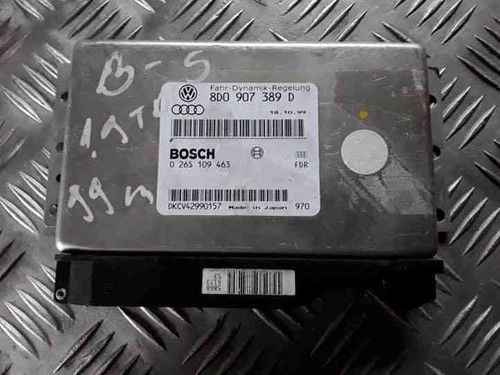 B-5
1,9 TD
99 m
Fahr-Dynamik-Regelung
8D0 907 389 D
18.10.99
BOSCH
0 265 109 463
FDR
DKCV42990157 Made in Japan 970